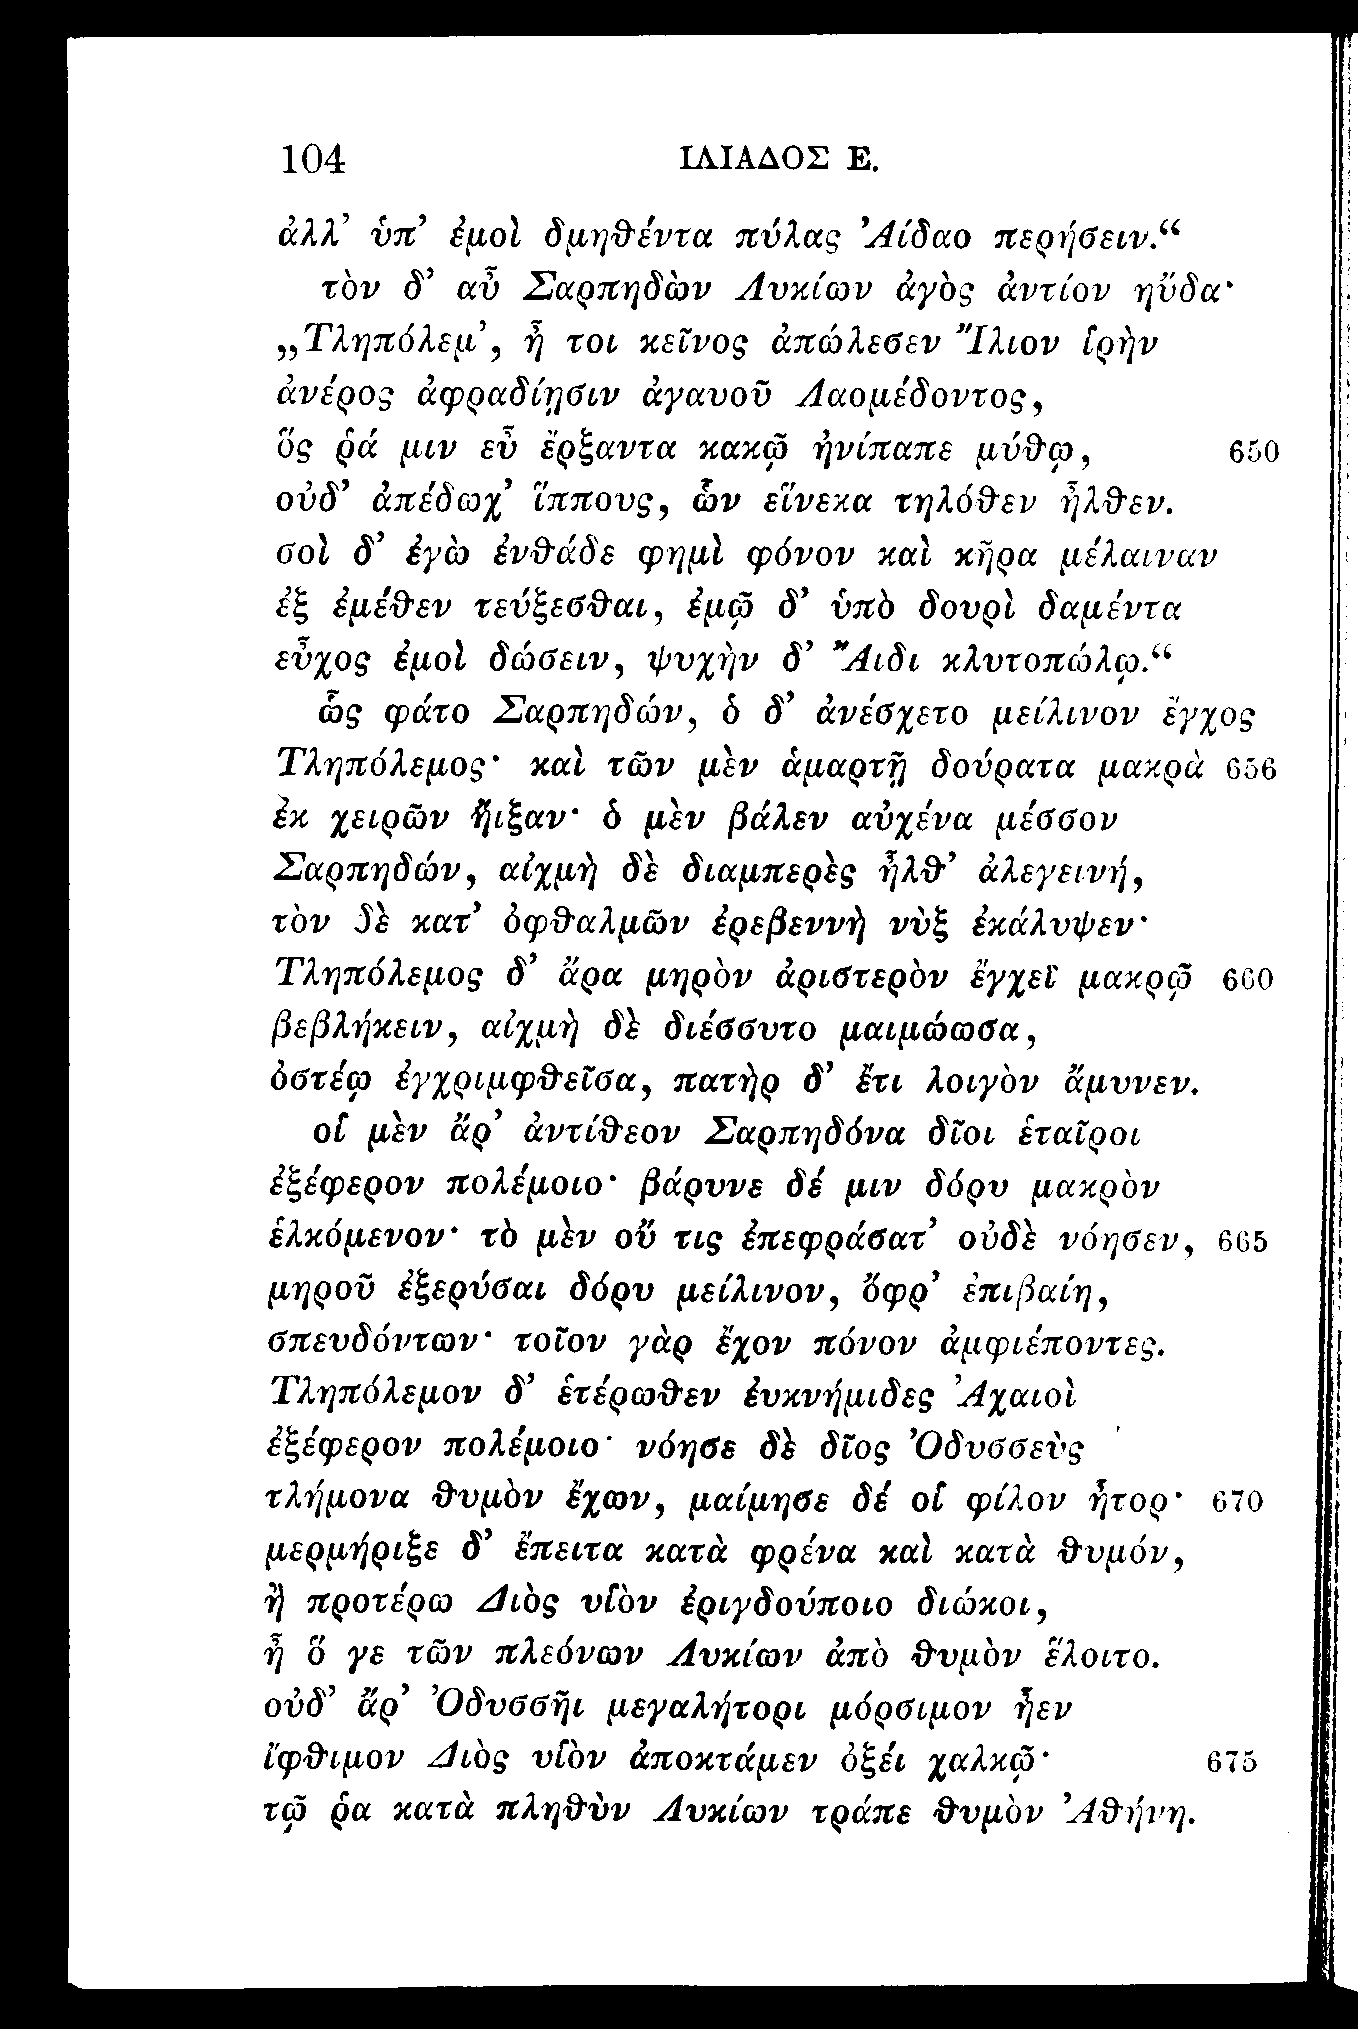 104 ΙΛΙΑΔΟΣ Ε.
ἀλλ’ ὑπ’ ἐμοὶ δμηθέντα πύλας Ἀίδαο περήσειν.“
τὸν δ’ αὖ Σαρπηδὼν Λυκίων ἀγὸς ἀντίον ηὔδα·
„Τληπόλεμ’, ἦ τοι κεῖνος ἀπώλεσεν Ἴλιον ἱρὴν
ἀνέρος ἀφραδίῃσιν ἀγαυοῦ Λαομέδοντος,
ὅς ῥά μιν εὖ ἔρξαντα κακῷ ἠνίπαπε μύθῳ, 650
οὐδ’ ἀπέδωχ’ ἵππους, ὧν εἵνεκα τηλόθεν ἦλθεν.
σοὶ δ’ ἐγὼ ἐνθάδε φημὶ φόνον καὶ κῆρα μέλαιναν
ἐξ ἐμέθεν τεύξεσθαι, ἐμῷ δ’ ὑπὸ δουρὶ δαμέντα
εὖχος ἐμοὶ δώσειν, ψυχὴν δ’ Ἄιδι κλυτοπώλῳ.“
ὣς φάτο Σαρπηδών, ὁ δ’ ἀνέσχετο μείλινον ἔγχος
Τληπόλεμος· καὶ τῶν μὲν ἁμαρτῇ δούρατα μακρὰ 656
ἐκ χειρῶν ἤιξαν· ὁ μὲν βάλεν αὐχένα μέσσον
Σαρπηδών, αἰχμὴ δὲ διαμπερὲς ἦλθ’ ἀλεγεινή,
τὸν δὲ κατ’ ὀφθαλμῶν ἐρεβεννὴ νὺξ ἐκάλυψεν·
Τληπόλεμος δ’ ἄρα μηρὸν ἀριστερὸν ἔγχεϊ μακρῷ 660
βεβλήκειν, αἰχμὴ δὲ διέσσυτο μαιμώωσα,
ὀστέῳ ἐγχριμφθεῖσα, πατὴρ δ’ ἔτι λοιγὸν ἄμυνεν.
οἱ μὲν ἄρ’ ἀντίθεον Σαρπηδόνα δῖοι ἑταῖροι
ἐξέφερον πολέμοιο· βάρυνε δέ μιν δόρυ μακρὸν
ἑλκόμενον· τὸ μὲν οὔ τις ἐπεφράσατ’ οὐδὲ νόησεν, 665
μηροῦ ἐξερύσαι δόρυ μείλινον, ὄφρ’ ἐπιβαίη,
σπευδόντων· τοῖον γὰρ ἔχον πόνον ἀμφιέποντες.
Τληπόλεμον δ’ ἑτέρωθεν ἐυκνήμιδες Ἀχαιοὶ
ἐξέφερον πολέμοιο· νόησε δὲ δῖος Ὀδυσσεὺς
τλήμονα θυμὸν ἔχων, μαίμησε δέ οἱ φίλον ἦτορ· 670
μερμήριξε δ’ ἔπειτα κατὰ φρένα καὶ κατὰ θυμόν,
ἢ προτέρω Διὸς υἱὸν ἐριγδούποιο διώκοι,
ἦ ὅ γε τῶν πλεόνων Λυκίων ἀπὸ θυμὸν ἕλοιτο.
οὐδ’ ἄρ’ Ὀδυσσῆι μεγαλήτορι μόρσιμον ἦεν
ἴφθιμον Διὸς υἱὸν ἀποκτάμεν ὀξέι χαλκῷ· 675
τῷ ῥα κατὰ πληθὺν Λυκίων τράπε θυμὸν Ἀθήνη.